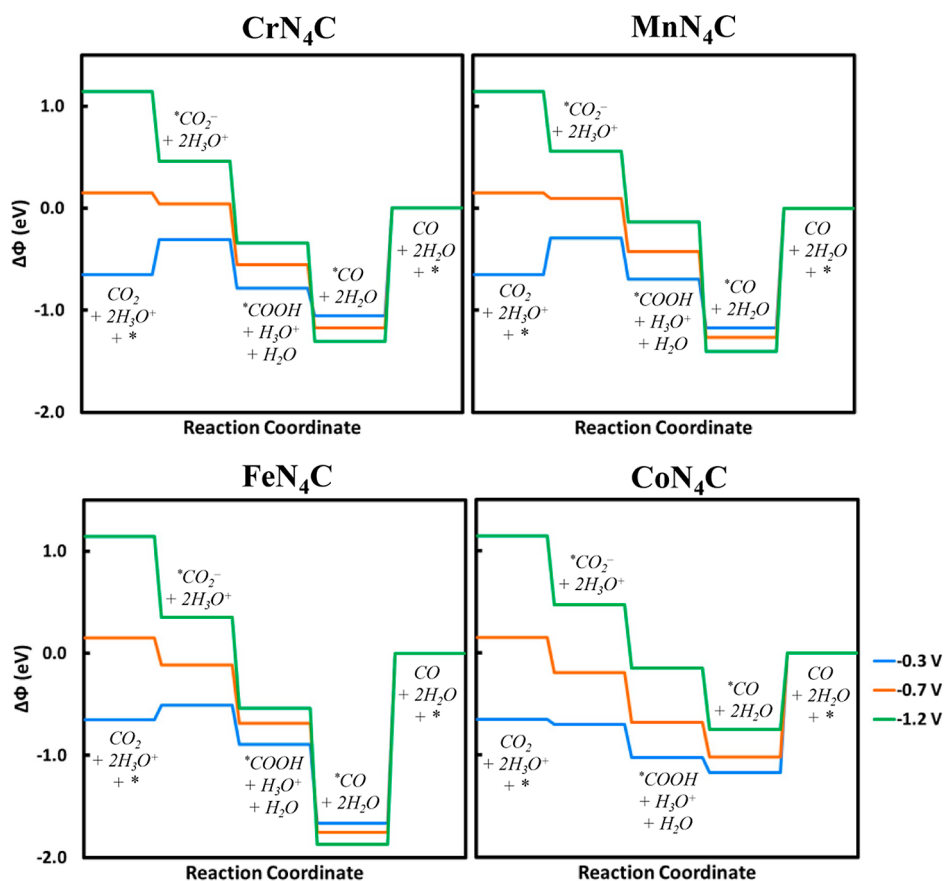 CrN₄C
MnN₄C
ΔΦ (eV)
1.0
0.0
-1.0
-2.0
*CO₂⁻
+ 2H₃O⁺
CO₂
+ 2H₃O⁺
+ *
*COOH
+ H₃O⁺
+ H₂O
*CO
+ 2H₂O
CO
+ 2H₂O
+ *
Reaction Coordinate
*CO₂⁻
+ 2H₃O⁺
CO₂
+ 2H₃O⁺
+ *
*COOH
+ H₃O⁺
+ H₂O
*CO
+ 2H₂O
CO
+ 2H₂O
+ *
Reaction Coordinate
FeN₄C
CoN₄C
ΔΦ (eV)
1.0
0.0
-1.0
-2.0
*CO₂⁻
+ 2H₃O⁺
CO₂
+ 2H₃O⁺
+ *
*COOH
+ H₃O⁺
+ H₂O
*CO
+ 2H₂O
CO
+ 2H₂O
+ *
Reaction Coordinate
*CO₂⁻
+ 2H₃O⁺
CO₂
+ 2H₃O⁺
+ *
*COOH
+ H₃O⁺
+ H₂O
*CO
+ 2H₂O
CO
+ 2H₂O
+ *
Reaction Coordinate
-0.3 V
-0.7 V
-1.2 V